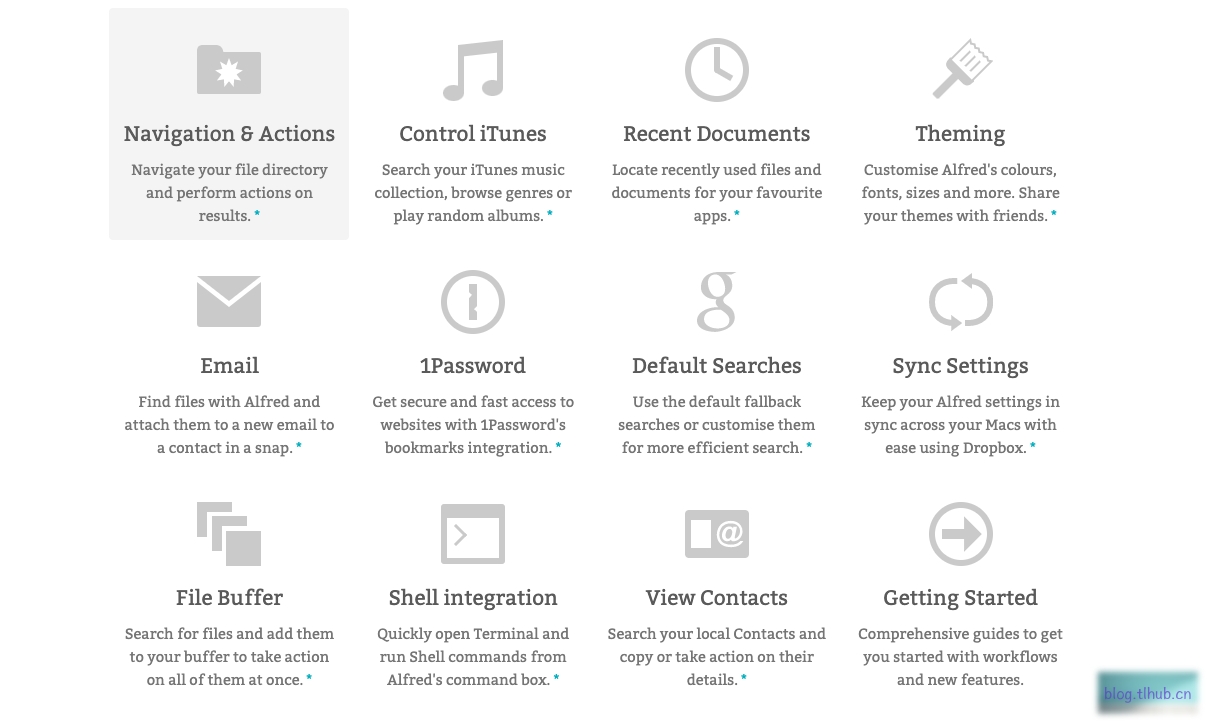 Navigation & Actions
Navigate your file directory
and perform actions on
results. *
Control iTunes
Search your iTunes music
collection, browse genres or
play random albums. *
Recent Documents
Locate recently used files and
documents for your favourite
apps. *
Theming
Customise Alfred's colours,
fonts, sizes and more. Share
your themes with friends. *
Email
Find files with Alfred and
attach them to a new email to
a contact in a snap. *
1Password
Get secure and fast access to
websites with 1Password's
bookmarks integration. *
g
Default Searches
Use the default fallback
searches or customise them
for more efficient search. *
Sync Settings
Keep your Alfred settings in
sync across your Macs with
ease using Dropbox. *
File Buffer
Search for files and add them
to your buffer to take action
on all of them at once. *
Shell integration
Quickly open Terminal and
run Shell commands from
Alfred's command box. *
@
View Contacts
Search your local Contacts and
copy or take action on their
details. *
Getting Started
Comprehensive guides to get
you started with workflows
and new features.
blog.tlhub.cn